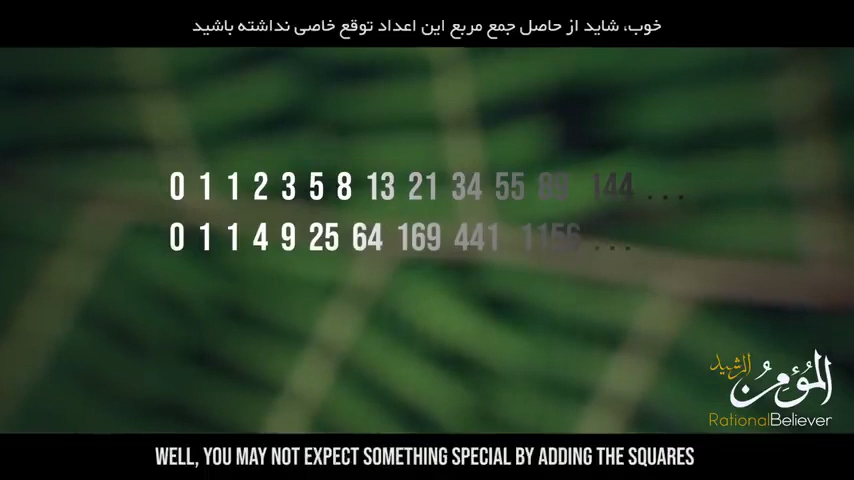 خوب، شاید از حاصل جمع مربع این اعداد توقع خاصی نداشته باشید
0 1 1 2 3 5 8 13 21 34 55 89 144 ...
0 1 1 4 9 25 64 169 441 1156 ...
المؤمن الرشيد
RationalBeliever
WELL, YOU MAY NOT EXPECT SOMETHING SPECIAL BY ADDING THE SQUARES